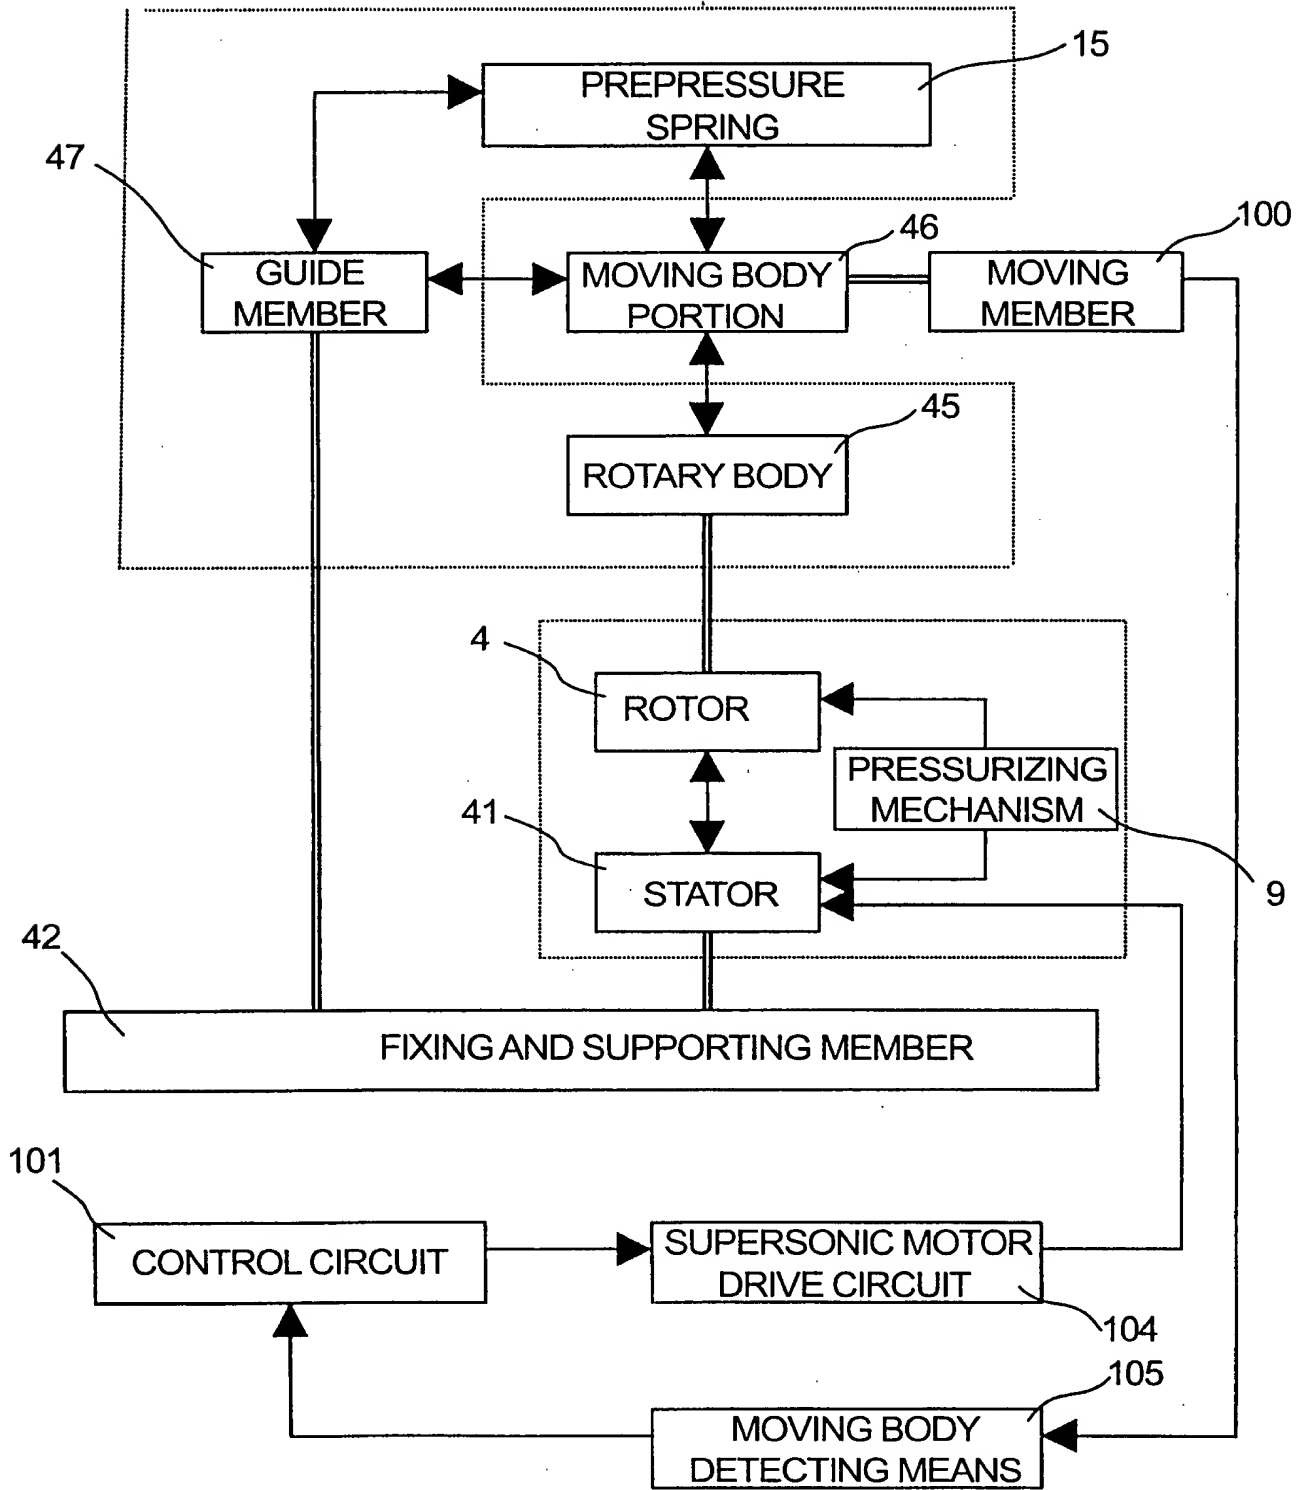 15
PREPRESSURE
SPRING
47
100
46
GUIDE
MEMBER
MOVING BODY
PORTION
MOVING
MEMBER
45
ROTARY BODY
4
ROTOR
PRESSURIZING
MECHANISM
41
STATOR
9
42
FIXING AND SUPPORTING MEMBER
101
CONTROL CIRCUIT
SUPERSONIC MOTOR
DRIVE CIRCUIT
104
105
MOVING BODY
DETECTING MEANS